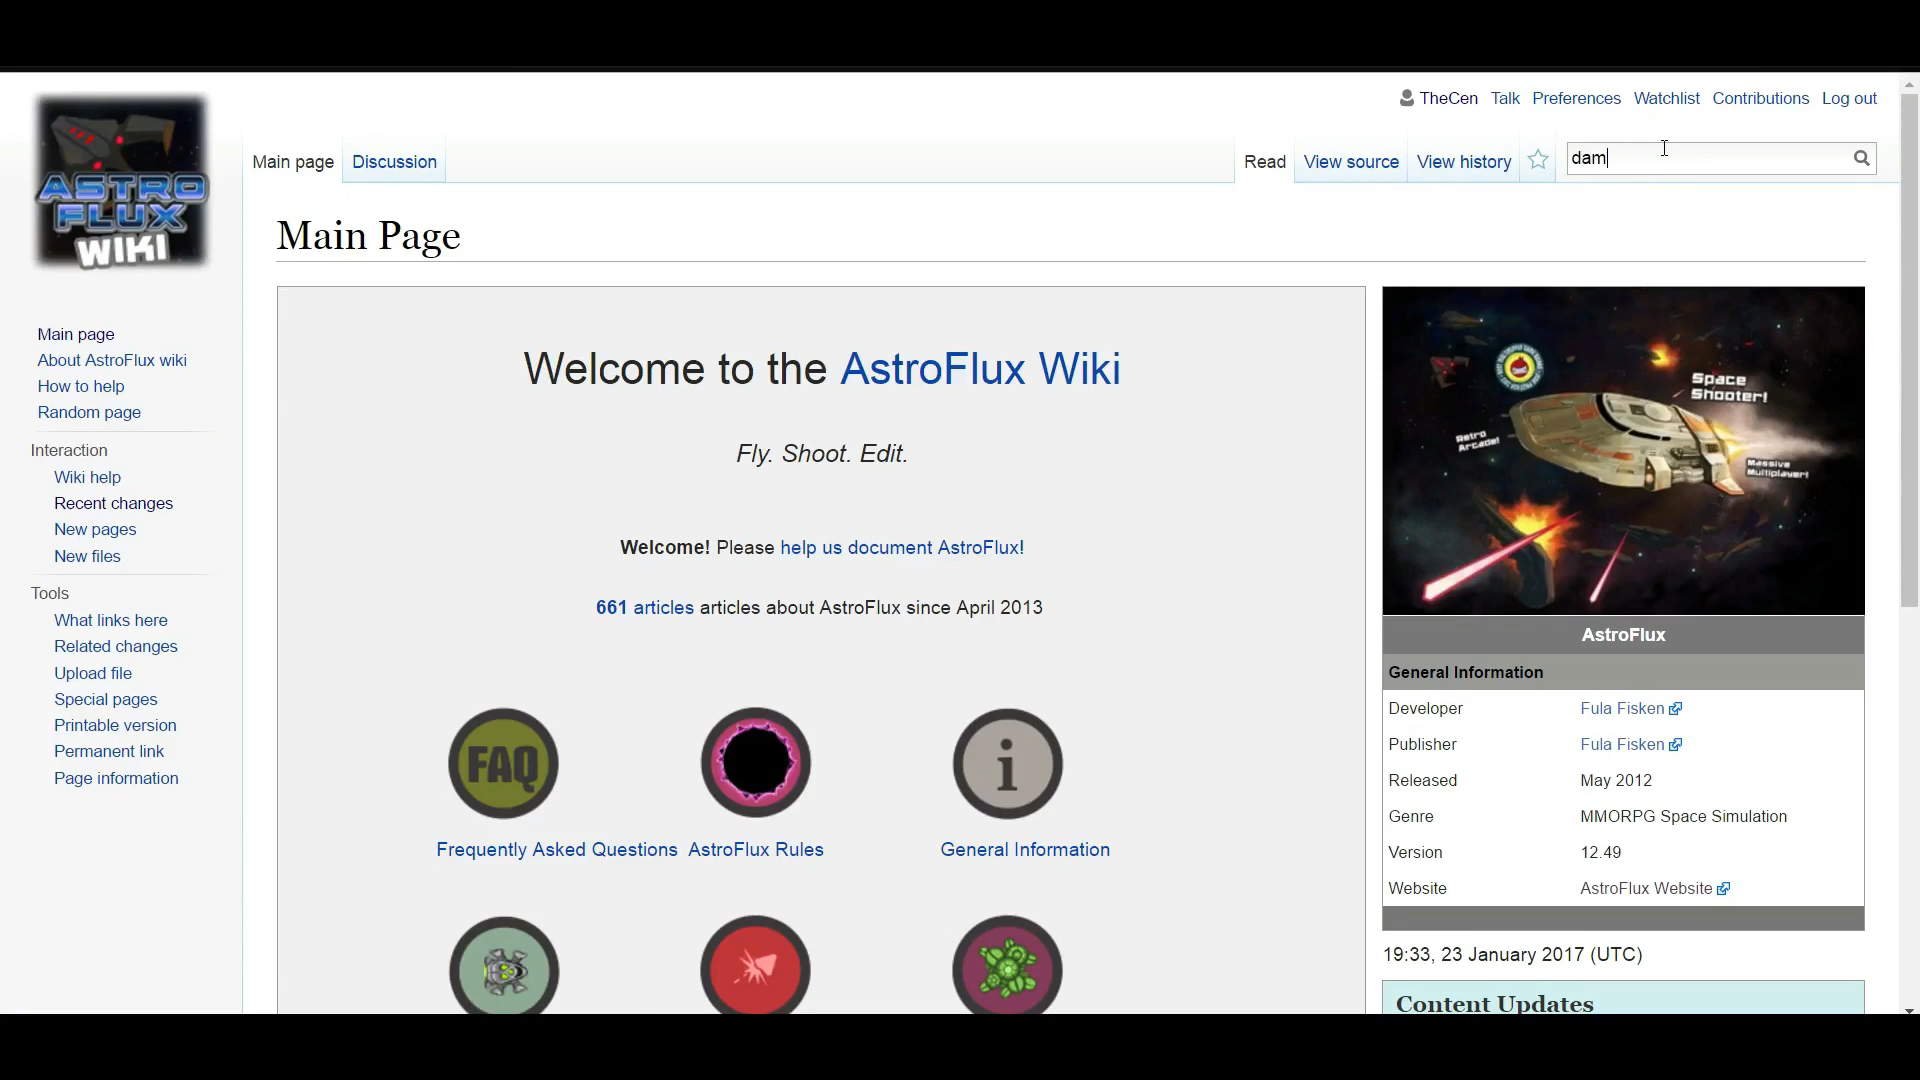 ASTRO
FLUX
WIKI
TheCen Talk Preferences Watchlist Contributions Log out
Main page Discussion Read View source View history dam
Main Page
Main page
About AstroFlux wiki
How to help
Random page
Interaction
Wiki help
Recent changes
New pages
New files
Tools
What links here
Related changes
Upload file
Special pages
Printable version
Permanent link
Page information
Welcome to the AstroFlux Wiki
Fly. Shoot. Edit.
Welcome! Please help us document AstroFlux!
661 articles articles about AstroFlux since April 2013
FAQ i
Frequently Asked Questions AstroFlux Rules General Information
Space
Shooter!
Retro
Arcade!
Massive
Multiplayer!
AstroFlux
General Information
Developer Fula Fisken
Publisher Fula Fisken
Released May 2012
Genre MMORPG Space Simulation
Version 12.49
Website AstroFlux Website
19:33, 23 January 2017 (UTC)
Content Updates